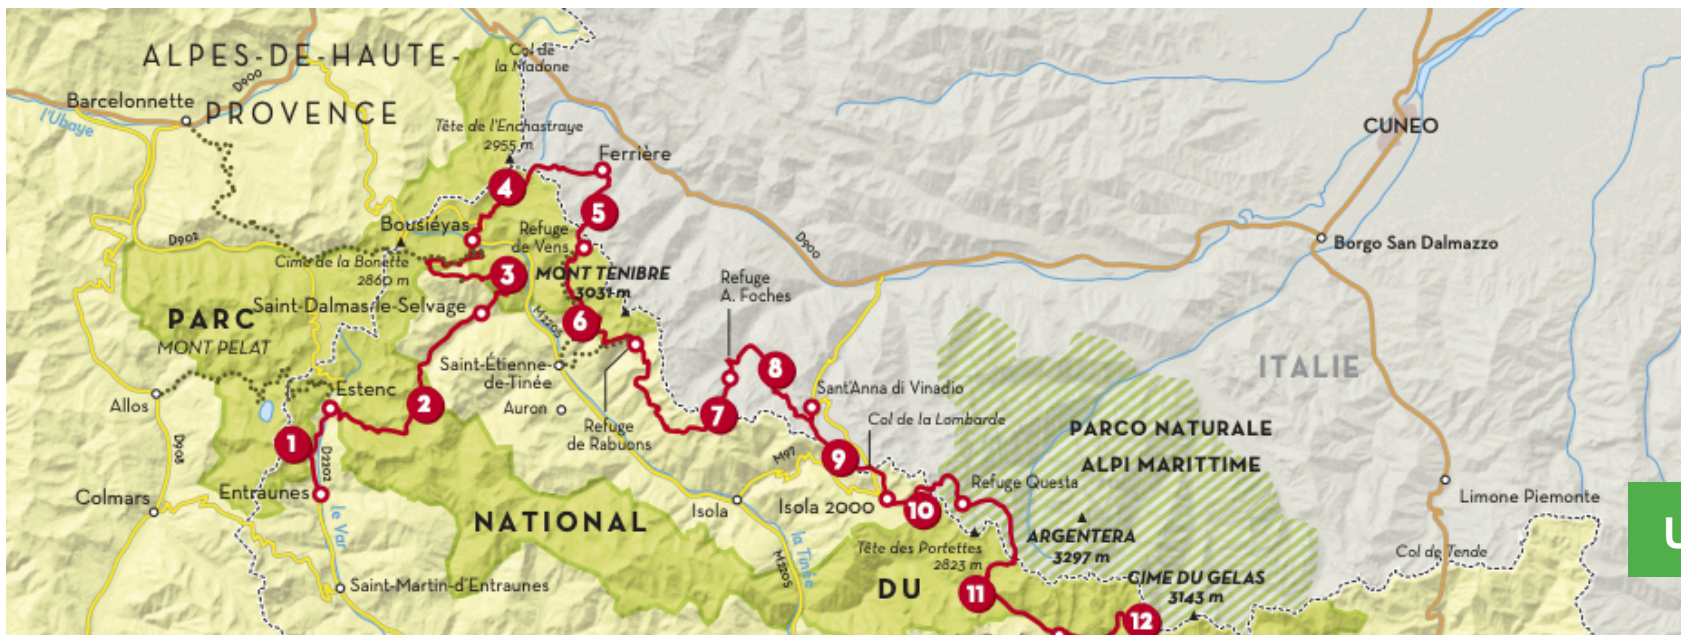 ALPES-DE-HAUTE-
PROVENCE
D900
Barcelonnette
l'Ubaye
Col de
la Madone
Tête de l'Enchastraye
2955 m
Ferrière
CUNEO
4
5
Bousiéyas
Refuge
de Vens
D902
D900
Borgo San Dalmazzo
Cime de la Bonette
2860 m
3
MONT TÉNIBRE
3031 m
Refuge
A. Foches
Saint-Dalmas-le-Selvage
PARC
MONT PELAT
M2205
6
Saint-Étienne-
de-Tinée
8
ITALIE
Estenc
Sant'Anna di Vinadio
Allos
2
Auron
7
Col de la Lombarde
Refuge
de Rabuons
PARCO NATURALE
ALPI MARITTIME
1
D908
D2202
M97
9
Colmars
Entraunes
Refuge Questa
Limone Piemonte
Isola
Isola 2000
10
NATIONAL
le Var
la Tinée
M2205
Tête des Portettes
2823 m
ARGENTERA
3297 m
Col de Tende
Saint-Martin-d'Entraunes
DU
11
CIME DU GELAS
3143 m
12
U